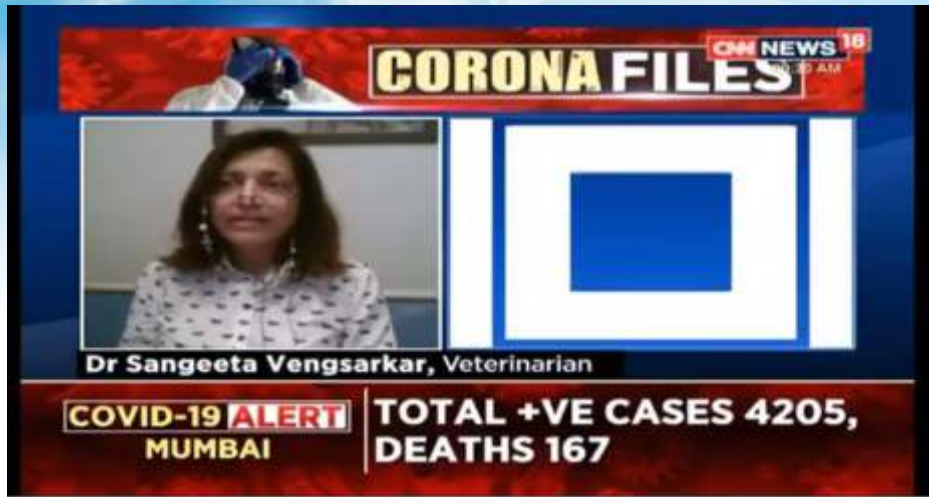 CORONA FILES
CNN NEWS 18
AM
Dr Sangeeta Vengsarkar, Veterinarian
COVID-19 ALERT
MUMBAI
TOTAL +VE CASES 4205,
DEATHS 167